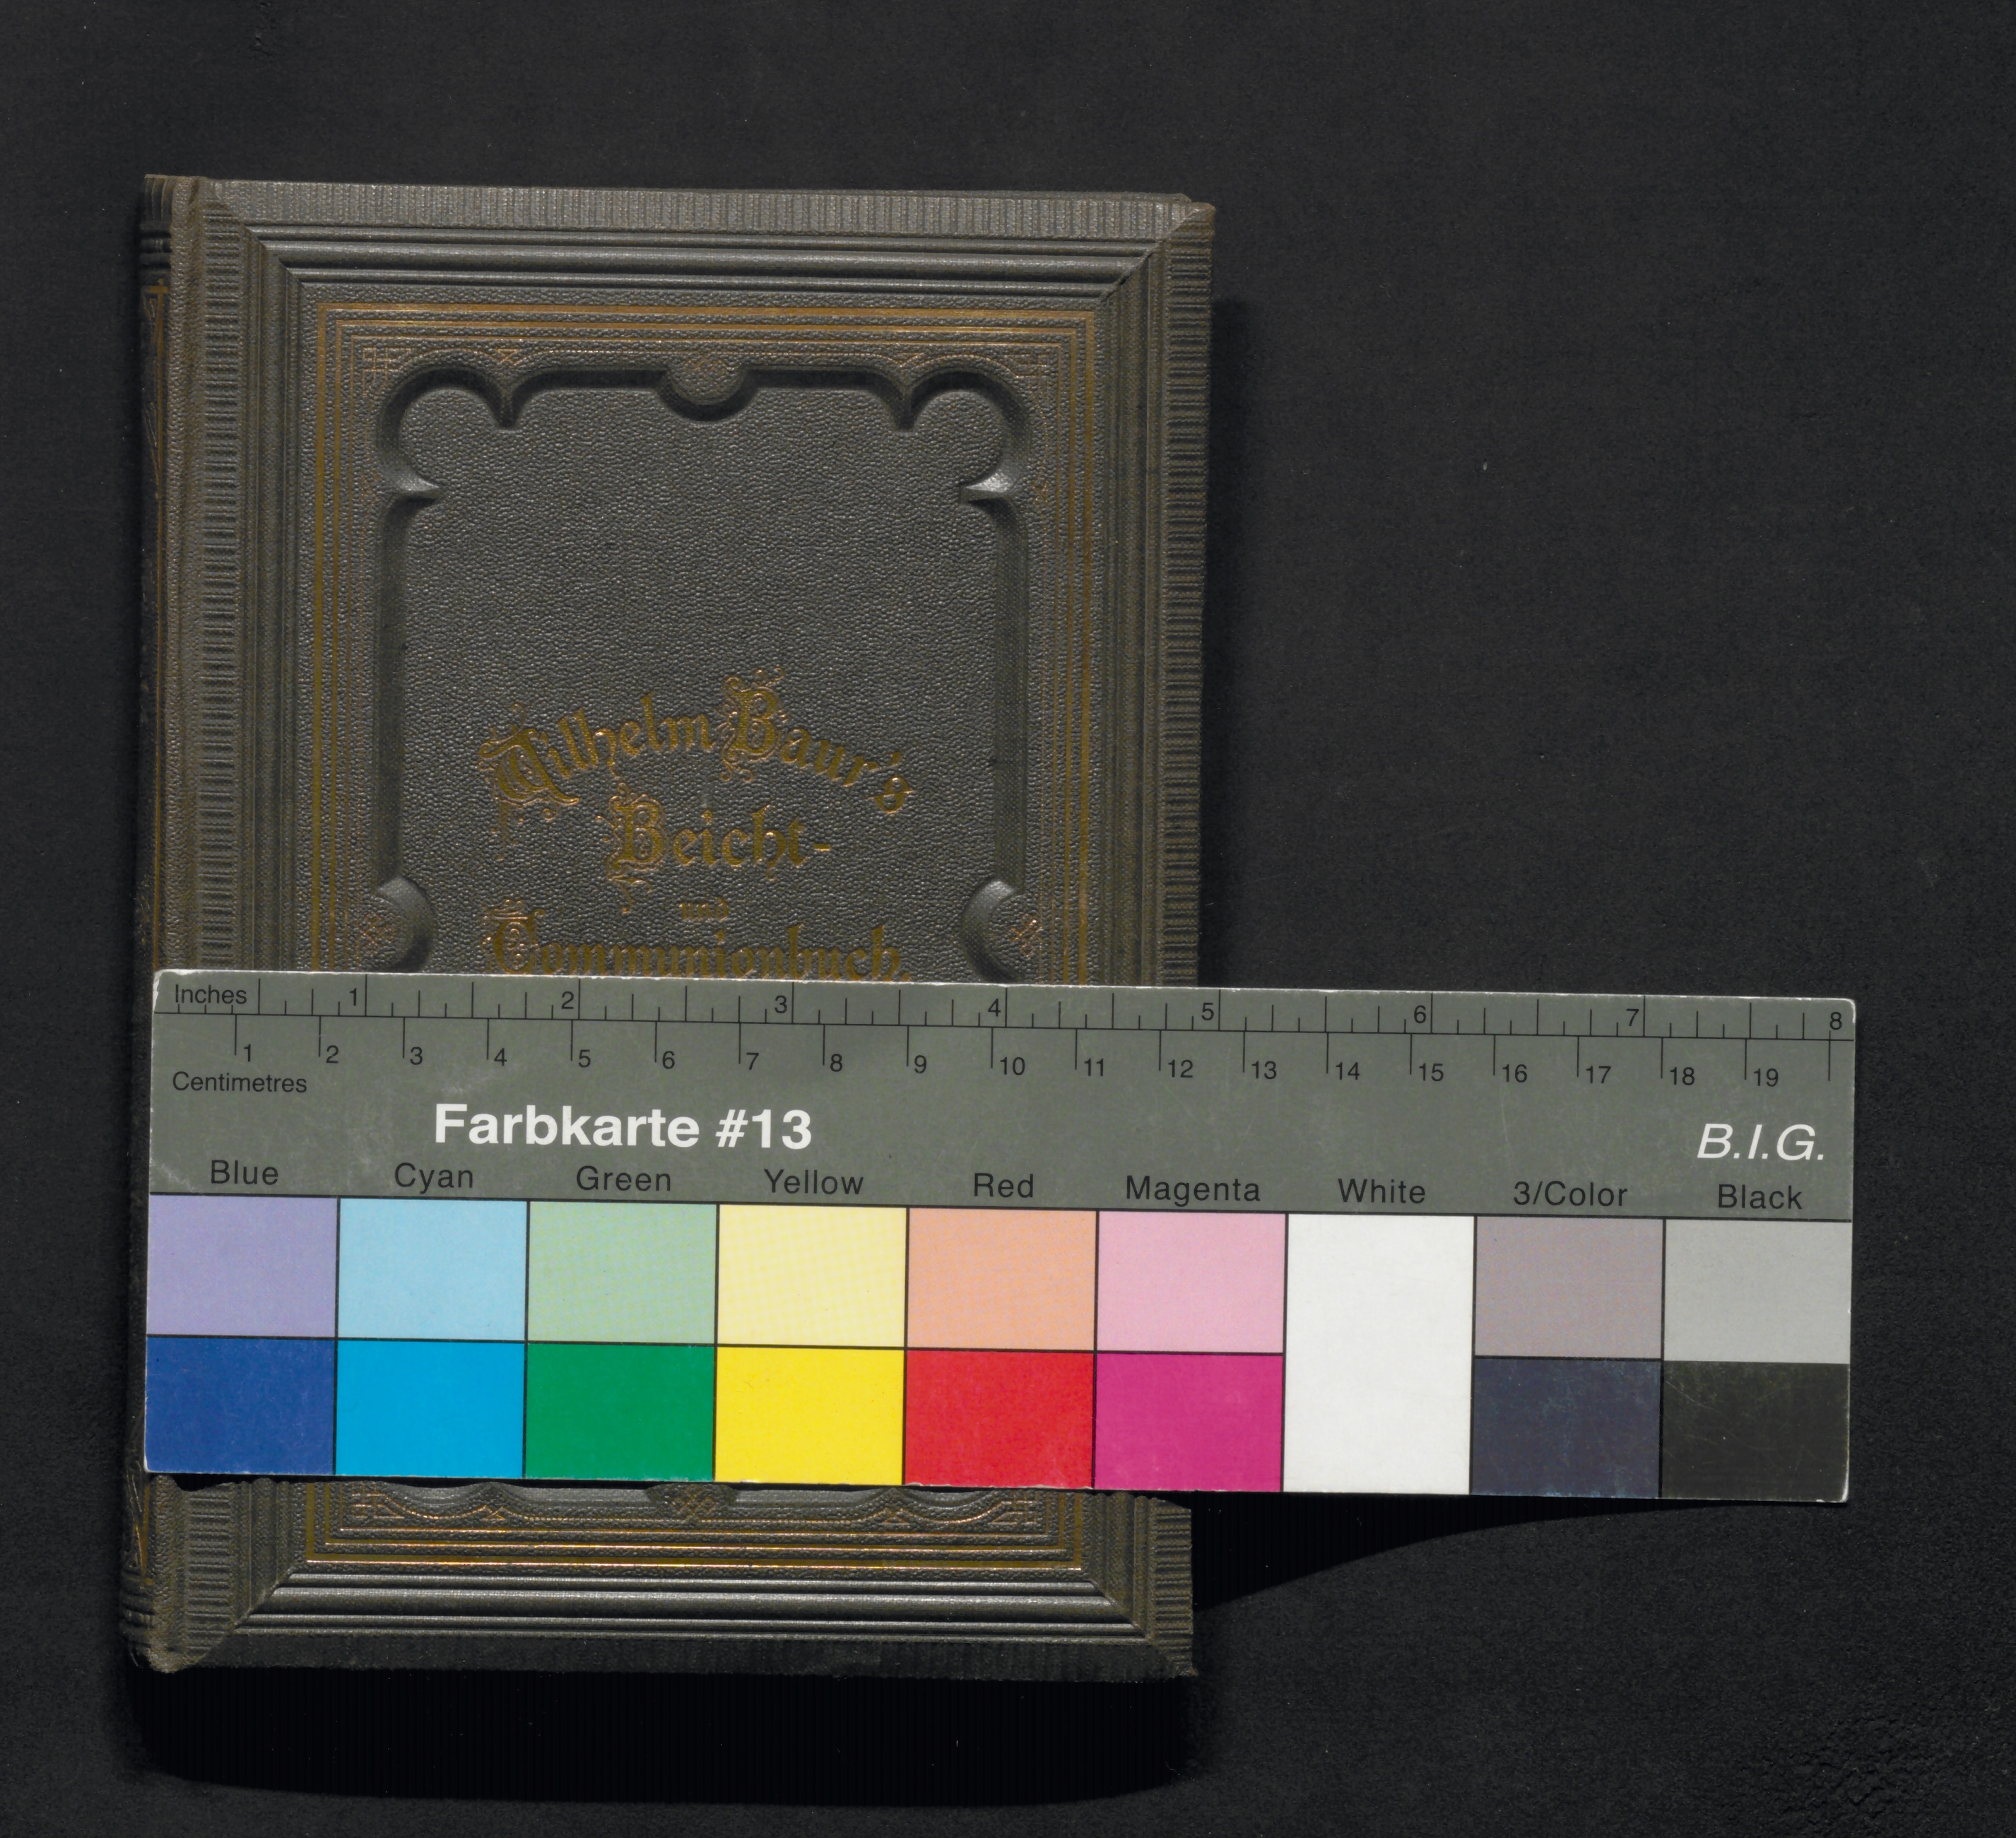 Wilhelm Baur's
Beicht-
und
Communionbuch.
Inches 1 2 3 4 5 6 7 8
1 2 3 4 5 6 7 8 9 10 11 12 13 14 15 16 17 18 19
Centimetres
Farbkarte #13
B.I.G.
Blue Cyan Green Yellow Red Magenta White 3/Color Black